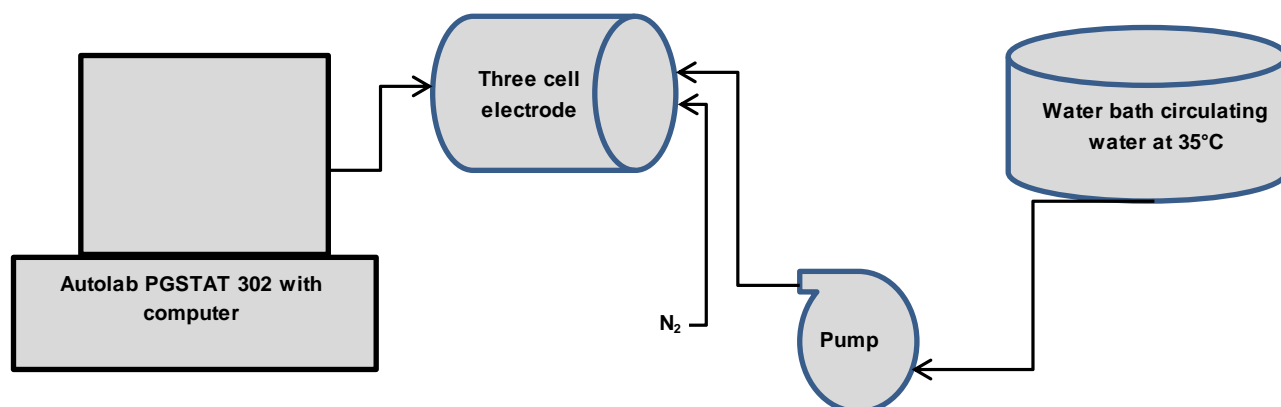 Three cell
electrode
Water bath circulating
water at 35°C
Autolab PGSTAT 302 with
computer
N₂
Pump